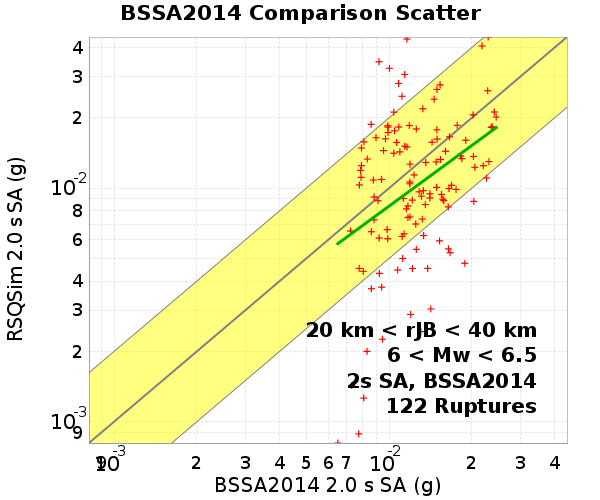 BSSA2014 Comparison Scatter
RSQSim 2.0 s SA (g)
4
3
2
10-2
8
6
4
3
2
10-3
9
20 km < rJB < 40 km
6 < Mw < 6.5
2s SA, BSSA2014
122 Ruptures
9 10-3 2 3 4 5 6 7 10-2 2 3 4
BSSA2014 2.0 s SA (g)